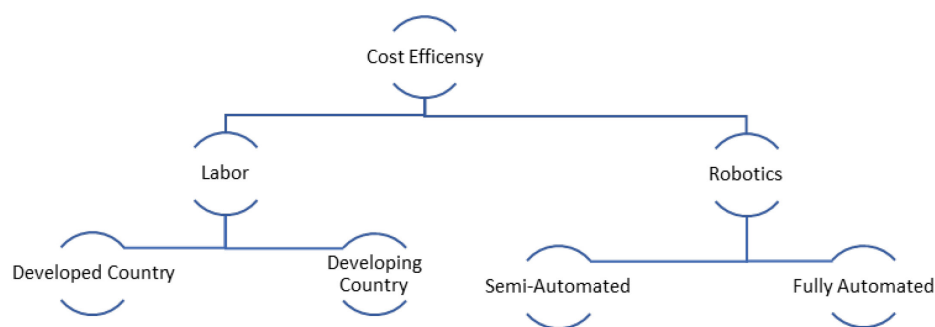 Cost Efficensy
Labor
Robotics
Developed Country
Developing
Country
Semi-Automated
Fully Automated